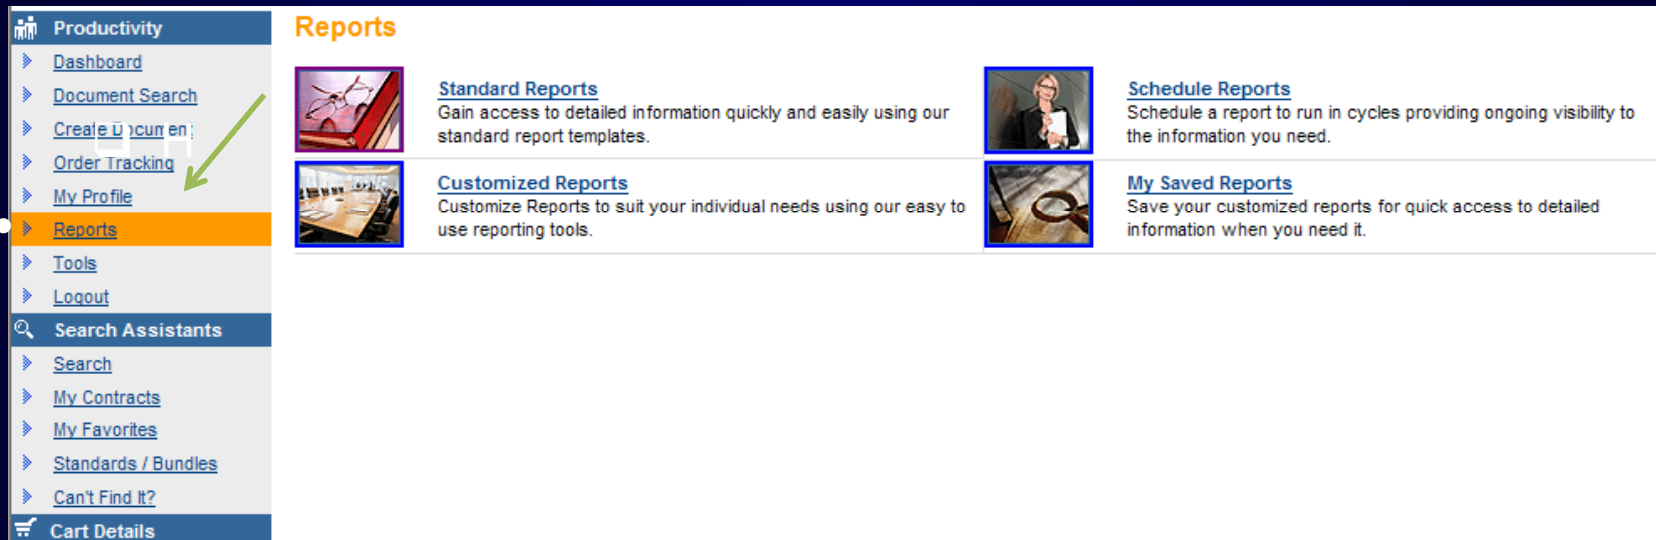 Productivity
Dashboard
Document Search
Create Document
Order Tracking
My Profile
Reports
Tools
Logout
Search Assistants
Search
My Contracts
My Favorites
Standards / Bundles
Can't Find It?
Cart Details
Reports
Standard Reports
Gain access to detailed information quickly and easily using our
standard report templates.
Schedule Reports
Schedule a report to run in cycles providing ongoing visibility to
the information you need.
Customized Reports
Customize Reports to suit your individual needs using our easy to
use reporting tools.
My Saved Reports
Save your customized reports for quick access to detailed
information when you need it.